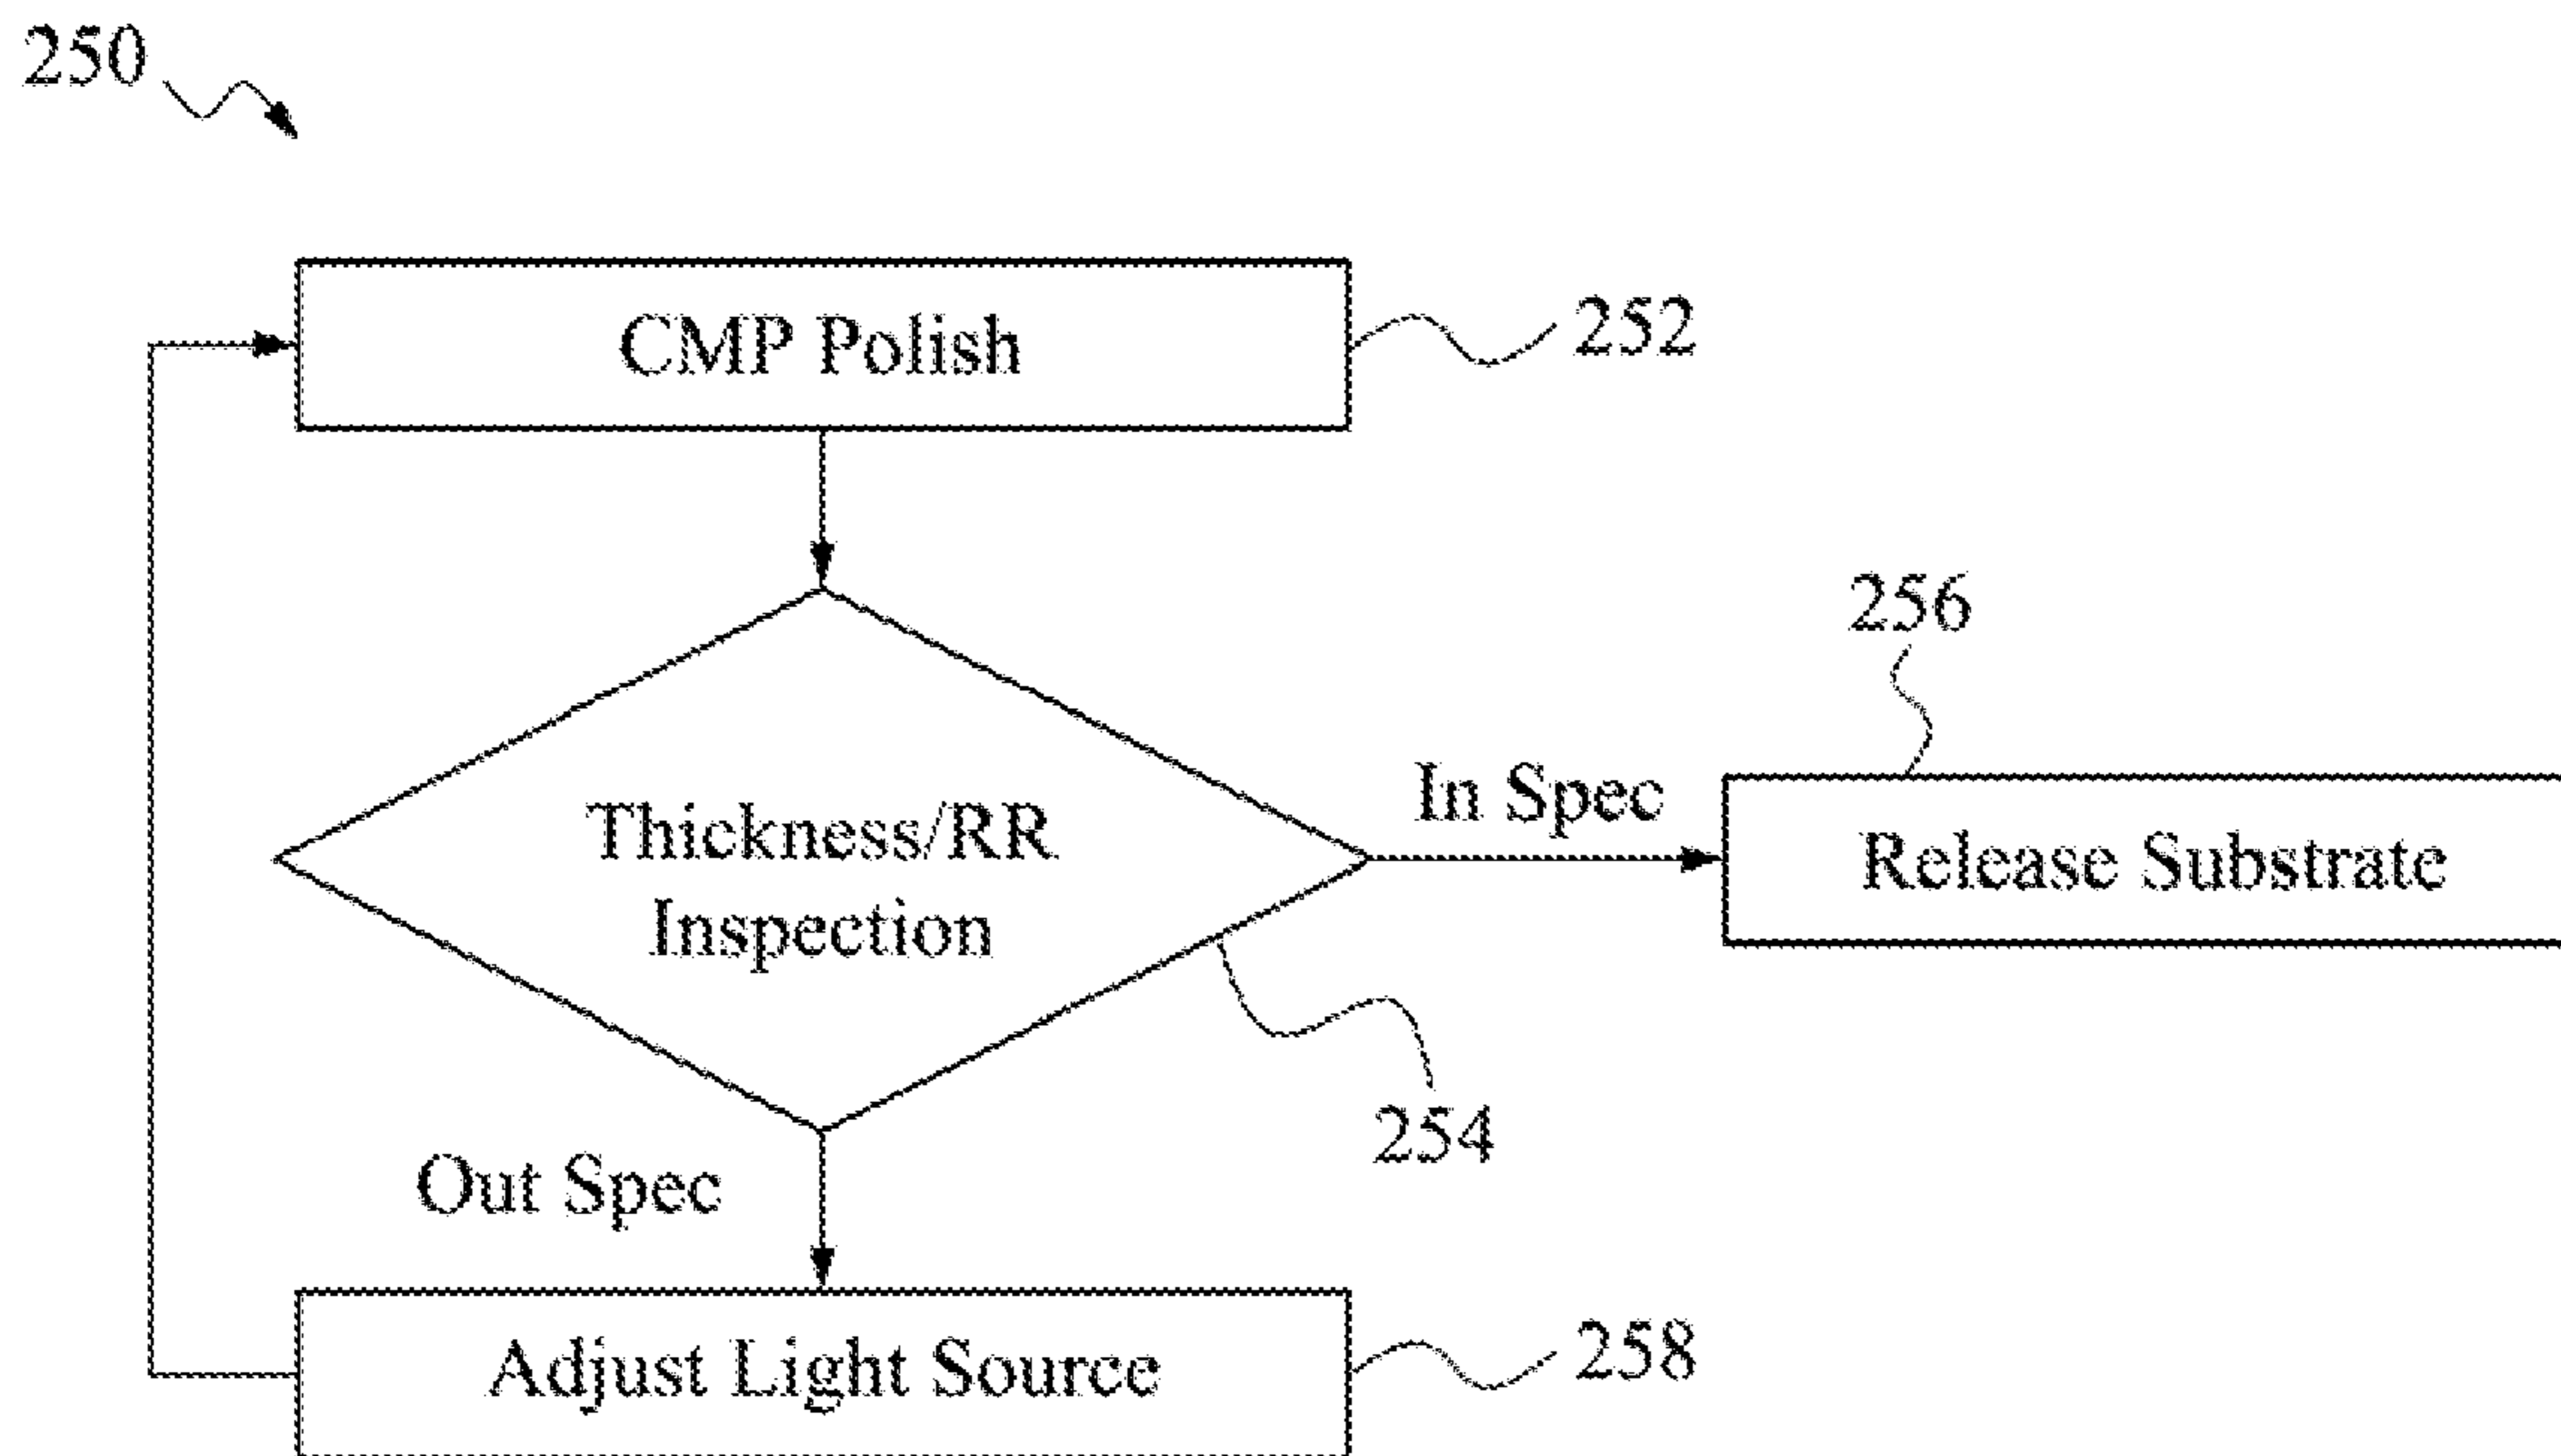 250
CMP Polish
252
256
In Spec
Thickness/RR
Inspection
Release Substrate
254
Out Spec
Adjust Light Source
258